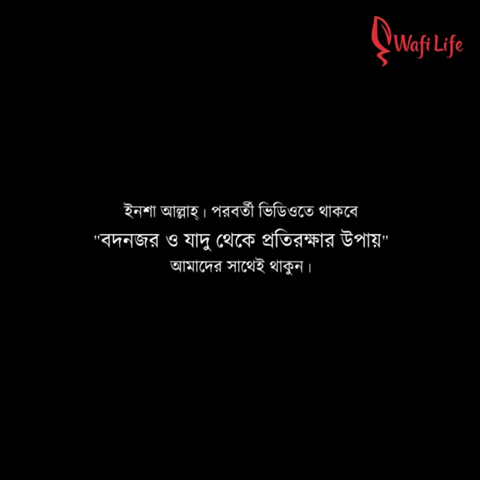 Wafi Life
ইনশা আল্লাহ্। পরবর্তী ভিডিওতে থাকবে
"বদনজর ও যাদু থেকে প্রতিরক্ষার উপায়"
আমাদের সাথেই থাকুন।